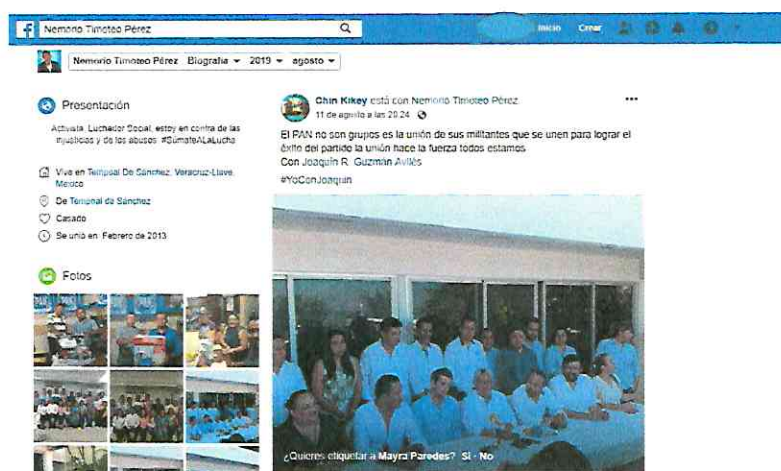 Nemorio Timoteo Pérez
Inicio Crear
Nemorio Timoteo Pérez Biografía 2019 agosto
Presentación
Activista, Luchador Social, estoy en contra de las
injusticias y de los abusos #SúmateALaLucha
Vive en Tempoal De Sánchez, Veracruz-Llave,
Mexico
De Tempoal de Sánchez
Casado
Se unió en Febrero de 2013
Fotos
Chin Kikey está con Nemorio Timoteo Pérez
11 de agosto a las 20:24
El PAN no son grupos es la unión de sus militantes que se unen para lograr el
éxito del partido la unión hace la fuerza todos estamos
Con Joaquín R. Guzmán Avilés
#YoConJoaquin
¿Quieres etiquetar a Mayra Paredes? Sí - No